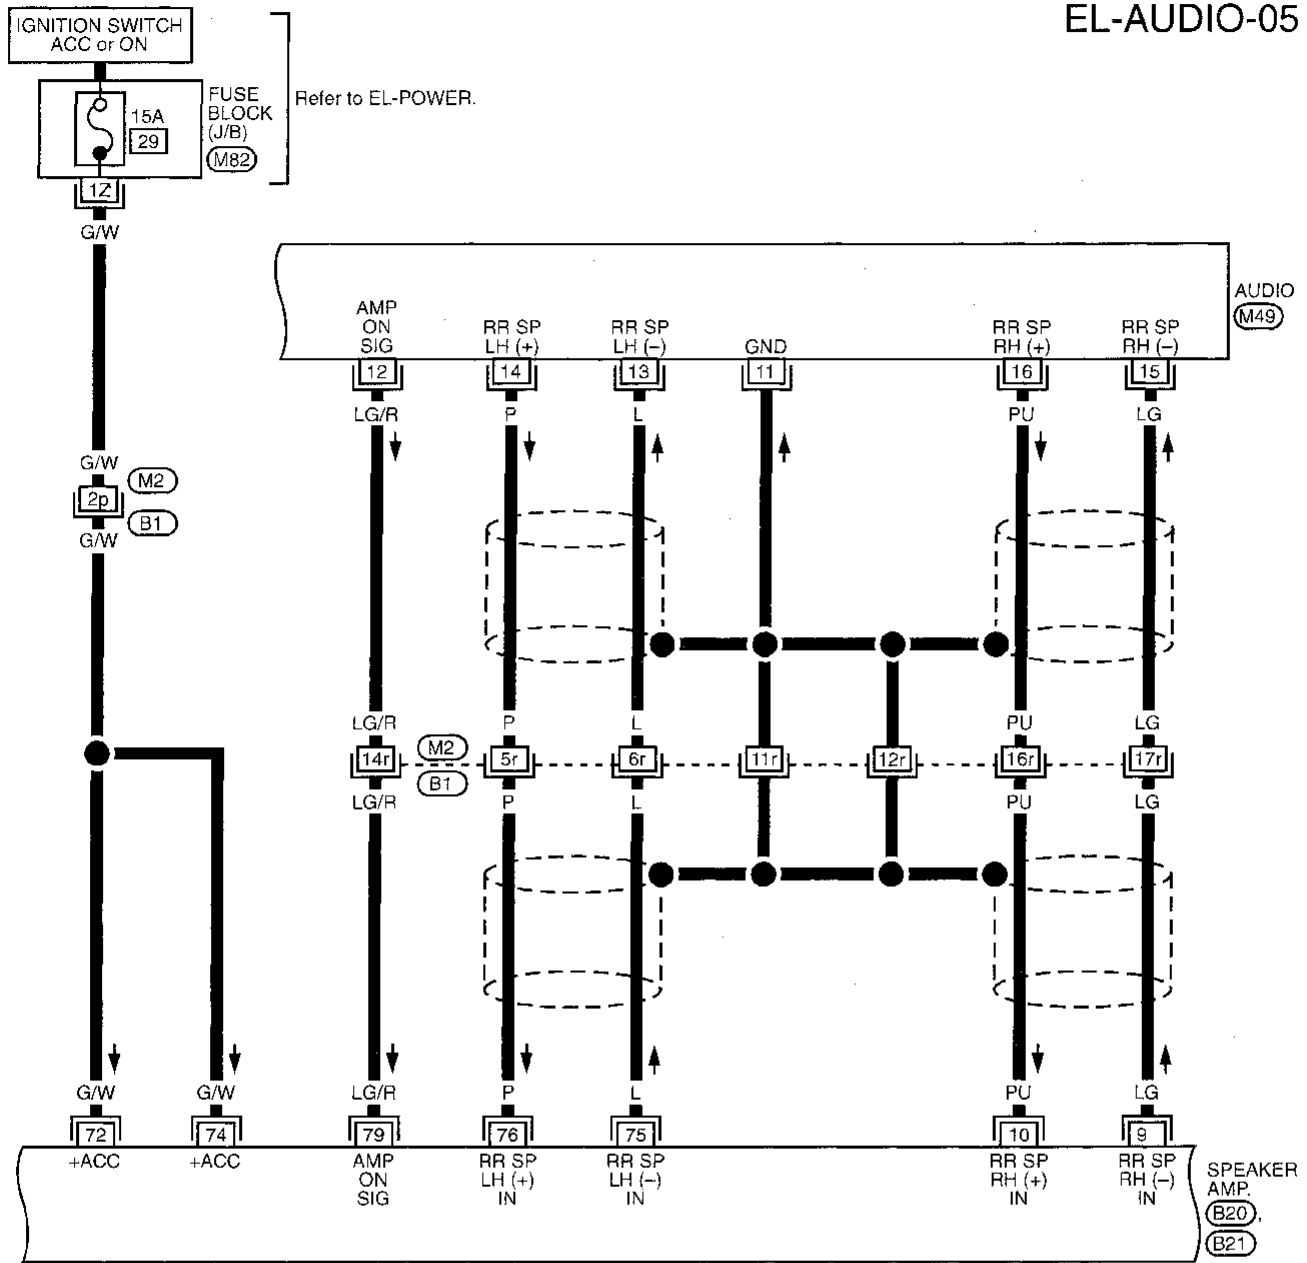 EL-AUDIO-05
IGNITION SWITCH
ACC or ON
FUSE
BLOCK
(J/B)
M82
Refer to EL-POWER.
15A
29
1Z
G/W
AUDIO
M49
AMP
ON
SIG
RR SP
LH (+)
RR SP
LH (–)
GND
RR SP
RH (+)
RR SP
RH (–)
12 14 13 11 16 15
LG/R P L PU LG
G/W
M2
2p
B1
G/W
LG/R P L PU LG
M2
14r 5r 6r 11r 12r 16r 17r
B1
LG/R P L PU LG
G/W G/W LG/R P L PU LG
72 74 79 76 75 10 9
+ACC
+ACC
AMP
ON
SIG
RR SP
LH (+)
IN
RR SP
LH (–)
IN
RR SP
RH (+)
IN
RR SP
RH (–)
IN
SPEAKER
AMP.
B20,
B21